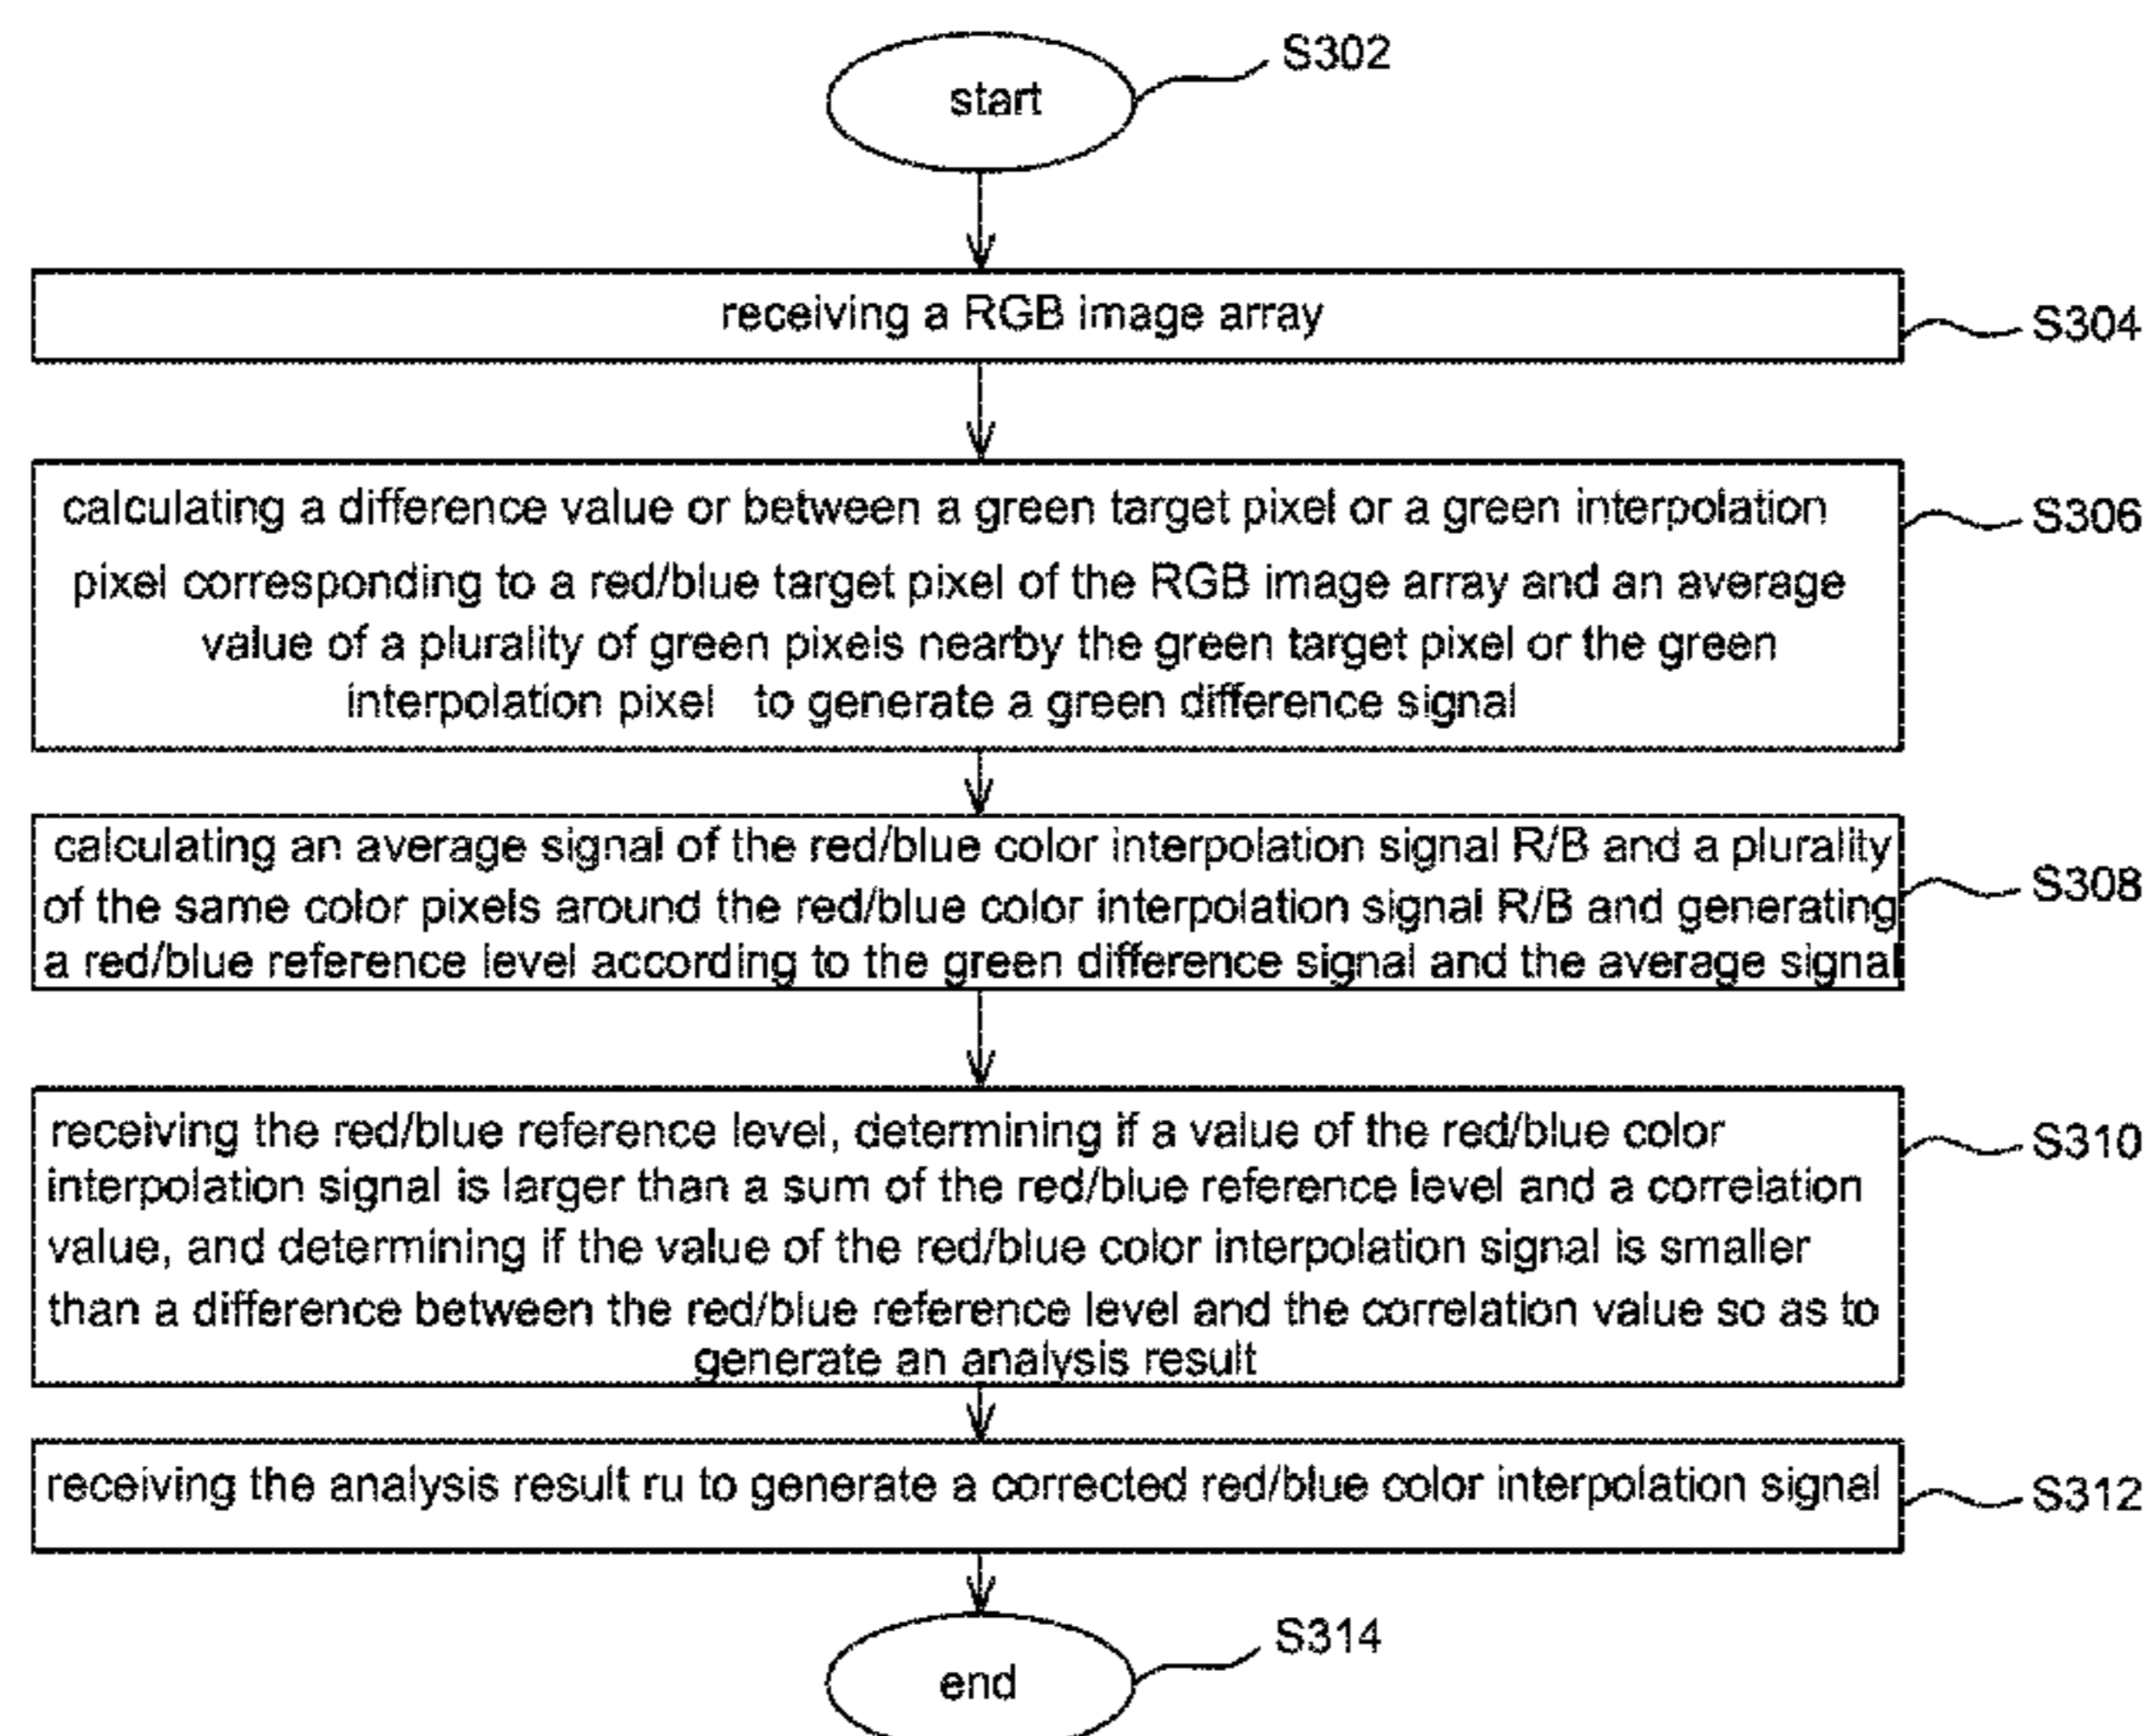 start
S302
receiving a RGB image array
S304
calculating a difference value or between a green target pixel or a green interpolation
S306
pixel corresponding to a red/blue target pixel of the RGB image array and an average
value of a plurality of green pixels nearby the green target pixel or the green
interpolation pixel to generate a green difference signal
calculating an average signal of the red/blue color interpolation signal R/B and a plurality
of the same color pixels around the red/blue color interpolation signal R/B and generating
S308
a red/blue reference level according to the green difference signal and the average signal
receiving the red/blue reference level, determining if a value of the red/blue color
S310
interpolation signal is larger than a sum of the red/blue reference level and a correlation
value, and determining if the value of the red/blue color interpolation signal is smaller
than a difference between the red/blue reference level and the correlation value so as to
generate an analysis result
receiving the analysis result ru to generate a corrected red/blue color interpolation signal
S312
S314
end